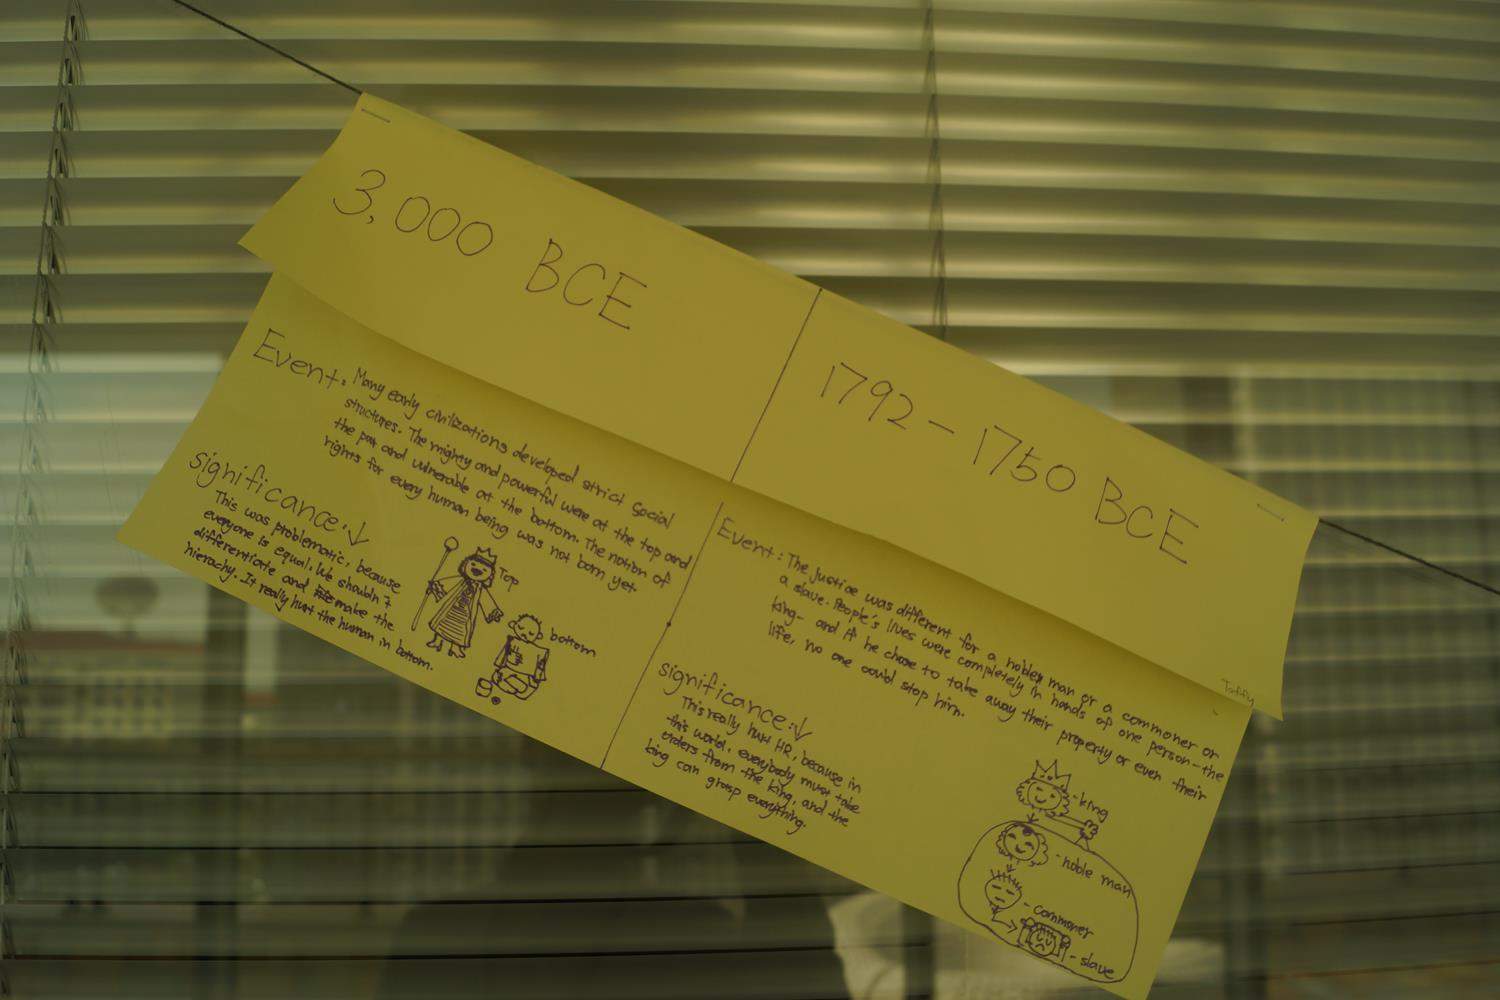 3,000 BCE
Event: Many early civilizations developed strict social
structures. The mighty and powerful were at the top and
the poor and vulnerable at the bottom. The notion of
rights for every human being was not born yet.
significance: ↓
This was problematic, because
everyone is equal. We shouldn't
differentiate and make the
hierachy. It really hurt the human in bottom.
Top
bottom
1792 - 1750 BCE
Event: The justice was different for a noble man or a commoner or
a slave. People's lives were completely in hands of one person-the
king- and if he chose to take away their property or even their
life, no one could stop him.
significance: ↓
This really hurt HR, because in
this world, everybody must take
orders from the king, and the
king can grasp everything.
Taffy
-king
-noble man
-commoner
-slave